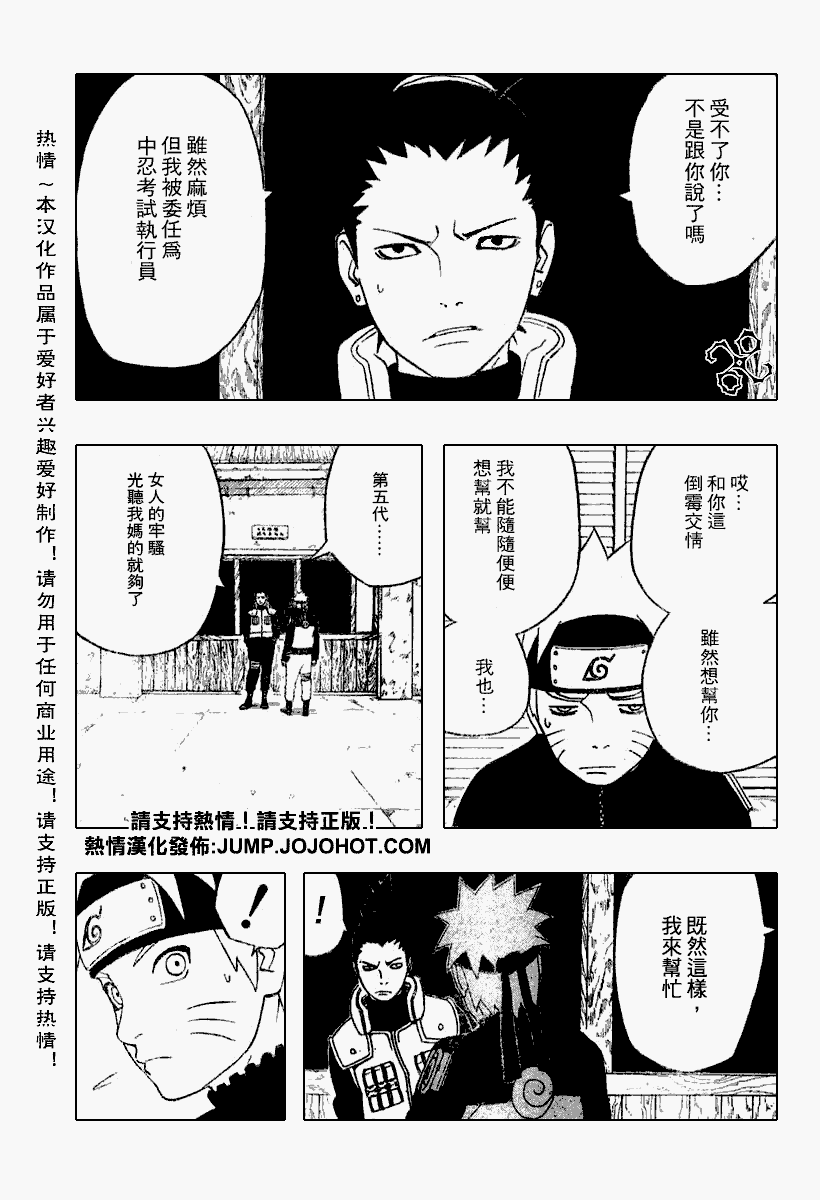 受不了你…
不是跟你說了嗎
雖然麻煩
但我被委任爲
中忍考試執行員
哎…
和你這
倒霉交情
雖然想幫你…
我不能隨隨便便
想幫就幫
我也…
第五代……
女人的牢騷
光聽我媽的就夠了
既然這樣，
我來幫忙
！
！
請支持熱情！請支持正版！
熱情漢化發佈:JUMP.JOJOHOT.COM
热情～本汉化作品属于爱好者兴趣爱好制作！请勿用于任何商业用途！请支持正版！请支持热情！